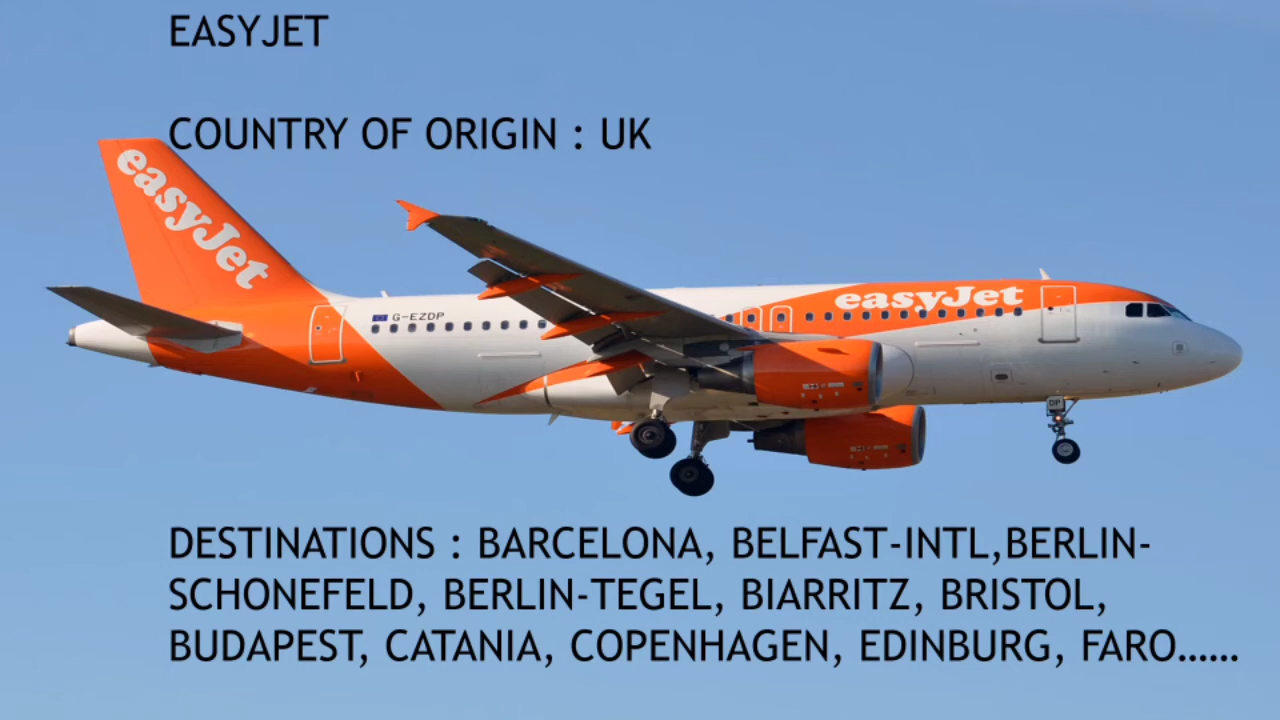 EASYJET
COUNTRY OF ORIGIN : UK
easyJet
easyJet
G-EZDP
DP
DESTINATIONS : BARCELONA, BELFAST-INTL,BERLIN-
SCHONEFELD, BERLIN-TEGEL, BIARRITZ, BRISTOL,
BUDAPEST, CATANIA, COPENHAGEN, EDINBURG, FARO......